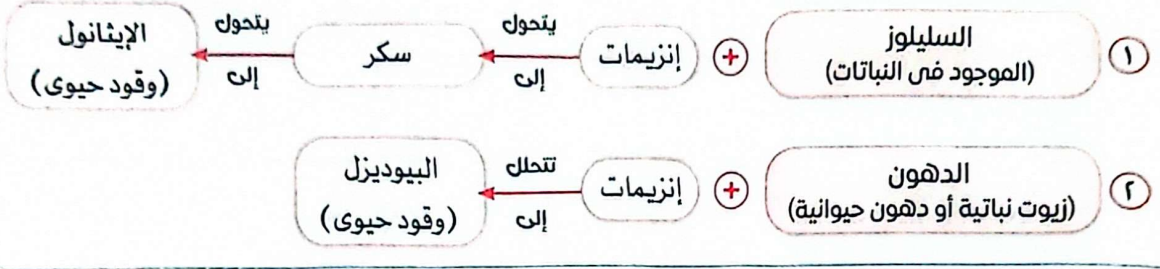 ١ السليلوز
(الموجود فى النباتات)
+
إنزيمات
يتحول
إلى
سكر
يتحول
إلى
الإيثانول
(وقود حيوى)
٢ الدهون
(زيوت نباتية أو دهون حيوانية)
+
إنزيمات
تتحلل
إلى
البيوديزل
(وقود حيوى)